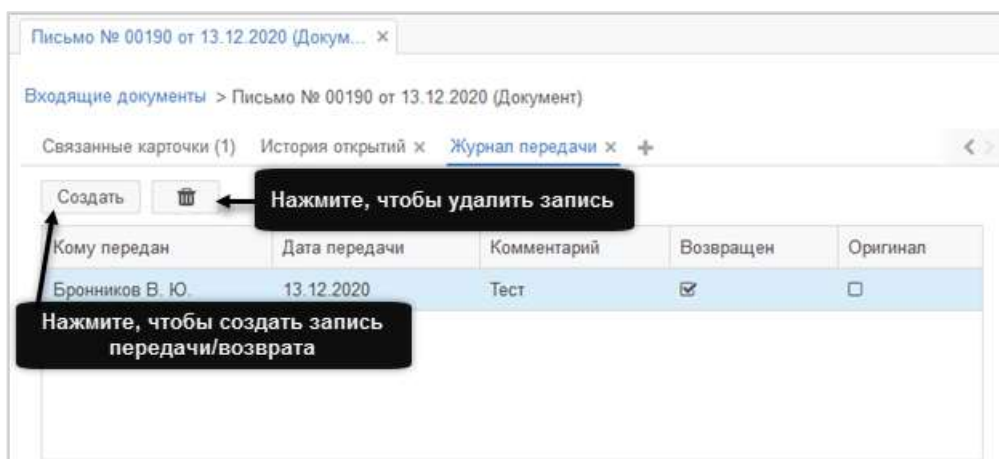 Письмо № 00190 от 13.12.2020 (Докум... ×
Входящие документы > Письмо № 00190 от 13.12.2020 (Документ)
Связанные карточки (1) История открытий × Журнал передачи × +
Создать Нажмите, чтобы удалить запись
Кому передан Дата передачи Комментарий Возвращен Оригинал
Бронников В. Ю. 13.12.2020 Тест
Нажмите, чтобы создать запись
передачи/возврата